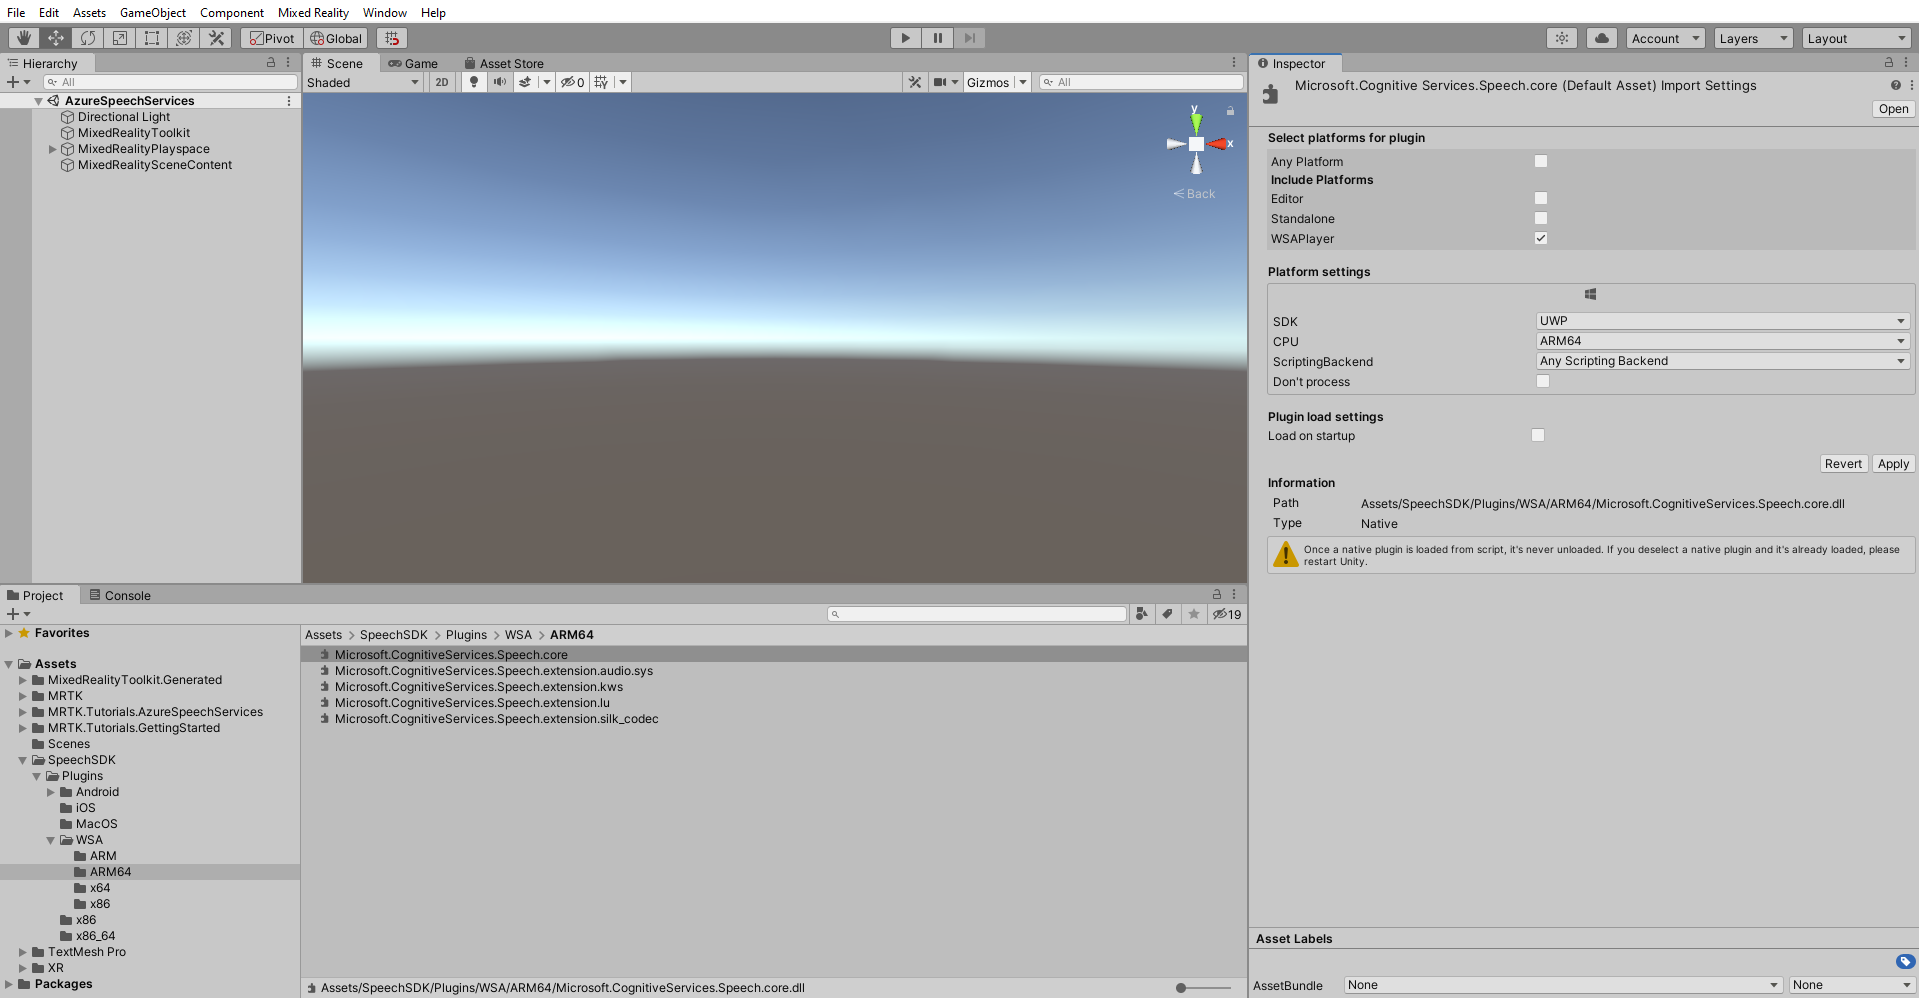 File Edit Assets GameObject Component Mixed Reality Window Help
Pivot Global Account Layers Layout
Hierarchy
All
AzureSpeechServices
Directional Light
MixedRealityToolkit
MixedRealityPlayspace
MixedRealitySceneContent
Scene Game Asset Store
Shaded 2D 0 Gizmos All
y
x
Back
Inspector
Microsoft.Cognitive Services.Speech.core (Default Asset) Import Settings
Open
Select platforms for plugin
Any Platform
Include Platforms
Editor
Standalone
WSAPlayer
Platform settings
SDK UWP
CPU ARM64
ScriptingBackend Any Scripting Backend
Don't process
Plugin load settings
Load on startup
Revert Apply
Information
Path Assets/SpeechSDK/Plugins/WSA/ARM64/Microsoft.CognitiveServices.Speech.core.dll
Type Native
Once a native plugin is loaded from script, it's never unloaded. If you deselect a native plugin and it's already loaded, please
restart Unity.
Asset Labels
AssetBundle None None
Project Console
19
Favorites
Assets
MixedRealityToolkit.Generated
MRTK
MRTK.Tutorials.AzureSpeechServices
MRTK.Tutorials.GettingStarted
Scenes
SpeechSDK
Plugins
Android
iOS
MacOS
WSA
ARM
ARM64
x64
x86
x86
x86_64
TextMesh Pro
XR
Packages
Assets > SpeechSDK > Plugins > WSA > ARM64
Microsoft.CognitiveServices.Speech.core
Microsoft.CognitiveServices.Speech.extension.audio.sys
Microsoft.CognitiveServices.Speech.extension.kws
Microsoft.CognitiveServices.Speech.extension.lu
Microsoft.CognitiveServices.Speech.extension.silk_codec
Assets/SpeechSDK/Plugins/WSA/ARM64/Microsoft.CognitiveServices.Speech.core.dll